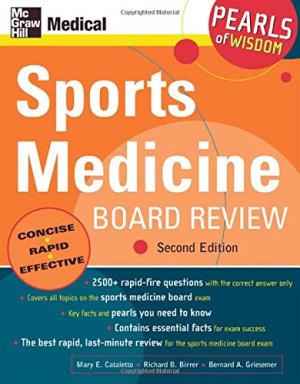 Mc
Graw
Hill
Medical
PEARLS
of WISDOM
Sports
Medicine
BOARD REVIEW
Second Edition
CONCISE
• RAPID •
EFFECTIVE
• 2500+ rapid-fire questions with the correct answer only
• Covers all topics on the sports medicine board exam
• Key facts and pearls you need to know
• Contains essential facts for exam success
• The best rapid, last-minute review for the sports medicine board exam
Mary E. Cataletto • Richard B. Birrer • Bernard A. Griesemer